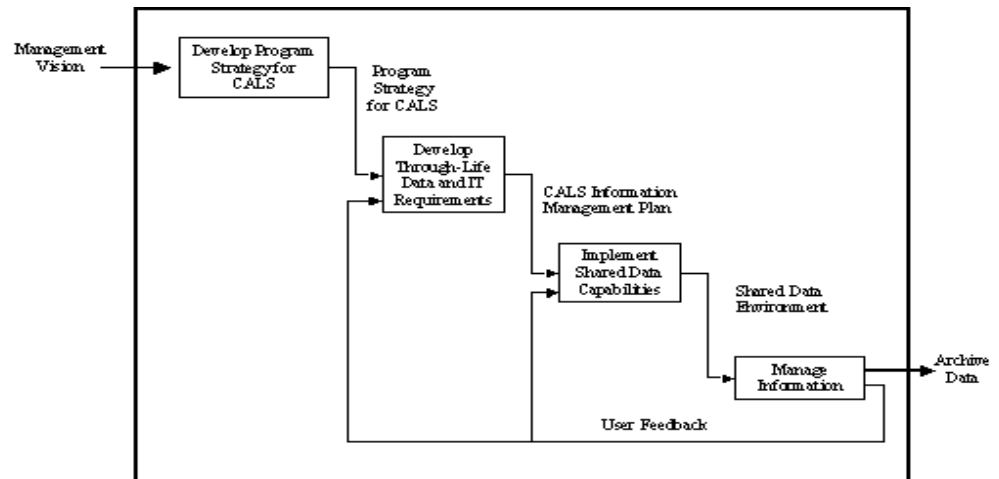 Management
Vision
Develop Program
Strategy for
CALS
Program
Strategy
for CALS
Develop
Through-Life
Data and IT
Requirements
CALS Information
Management Plan
Implement
Shared Data
Capabilities
Shared Data
Environment
Manage
Information
Archive
Data
User Feedback